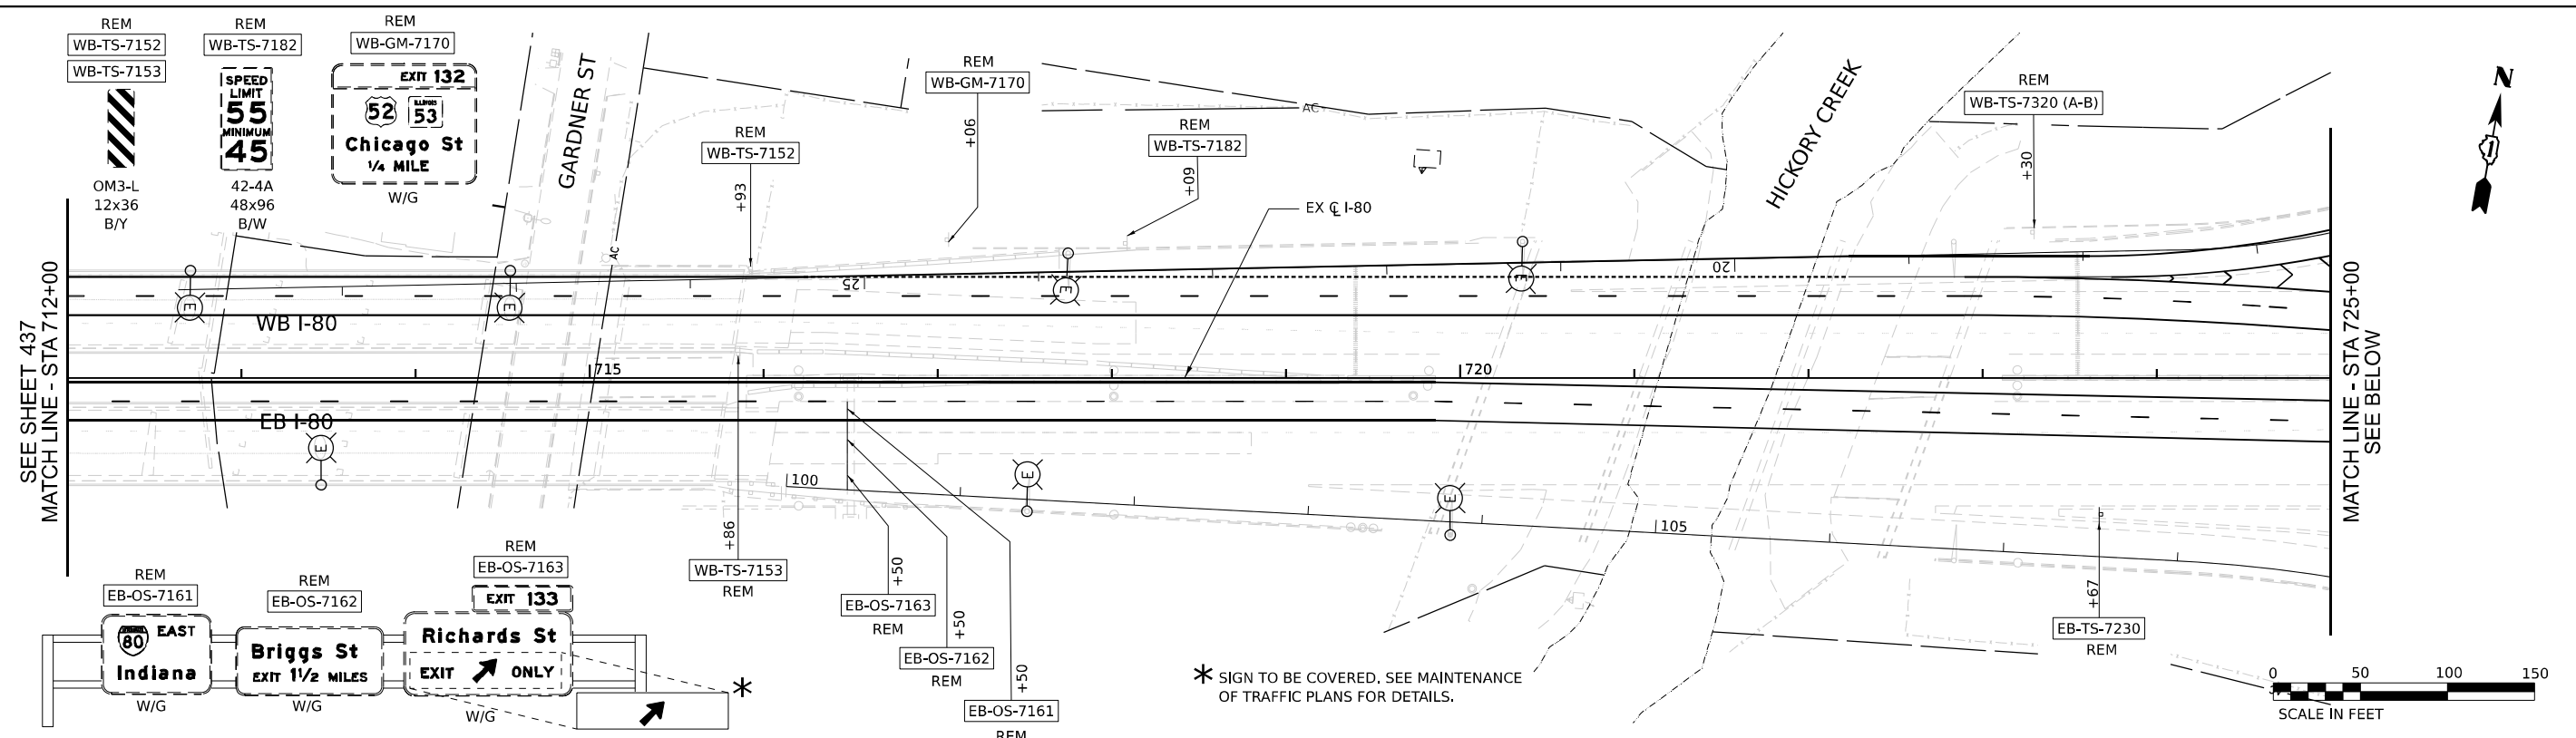 REM
WB-TS-7152
WB-TS-7153
OM3-L
12x36
B/Y
REM
WB-TS-7182
SPEED
LIMIT
55
MINIMUM
45
42-4A
48x96
B/W
REM
WB-GM-7170
EXIT 132
52
ILLINOIS
53
Chicago St
1/4 MILE
W/G
GARDNER ST
REM
WB-TS-7152
+93
REM
WB-GM-7170
+06
REM
WB-TS-7182
+09
EX ℄ I-80
AC
AC
HICKORY CREEK
REM
WB-TS-7320 (A-B)
+30
N
1
SEE SHEET 437
MATCH LINE - STA 712+00
MATCH LINE - STA 725+00
SEE BELOW
E
E
E
E
25
20
WB I-80
715
720
EB I-80
E
E
E
100
105
+86
WB-TS-7153
REM
+50
EB-OS-7163
REM
+50
EB-OS-7162
REM
+50
EB-OS-7161
REM
+67
EB-TS-7230
REM
REM
EB-OS-7161
80
EAST
Indiana
W/G
REM
EB-OS-7162
Briggs St
EXIT 1 1/2 MILES
W/G
REM
EB-OS-7163
EXIT 133
Richards St
EXIT ONLY
W/G
*
* SIGN TO BE COVERED, SEE MAINTENANCE
OF TRAFFIC PLANS FOR DETAILS.
0 50 100 150
SCALE IN FEET